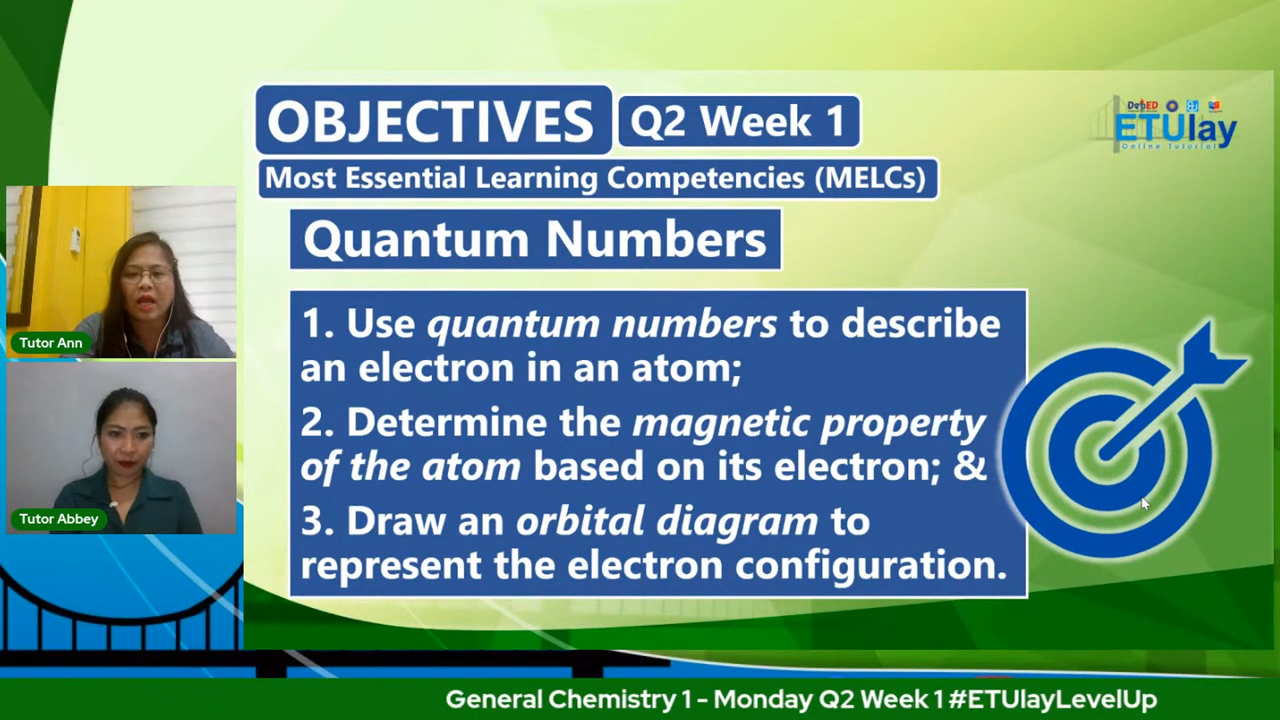 OBJECTIVES
Q2 Week 1
Most Essential Learning Competencies (MELCs)
Quantum Numbers
1. Use quantum numbers to describe
an electron in an atom;
2. Determine the magnetic property
of the atom based on its electron; &
3. Draw an orbital diagram to
represent the electron configuration.
DepED
ETUlay
Online Tutorial
Tutor Ann
Tutor Abbey
General Chemistry 1 - Monday Q2 Week 1 #ETUlayLevelUp